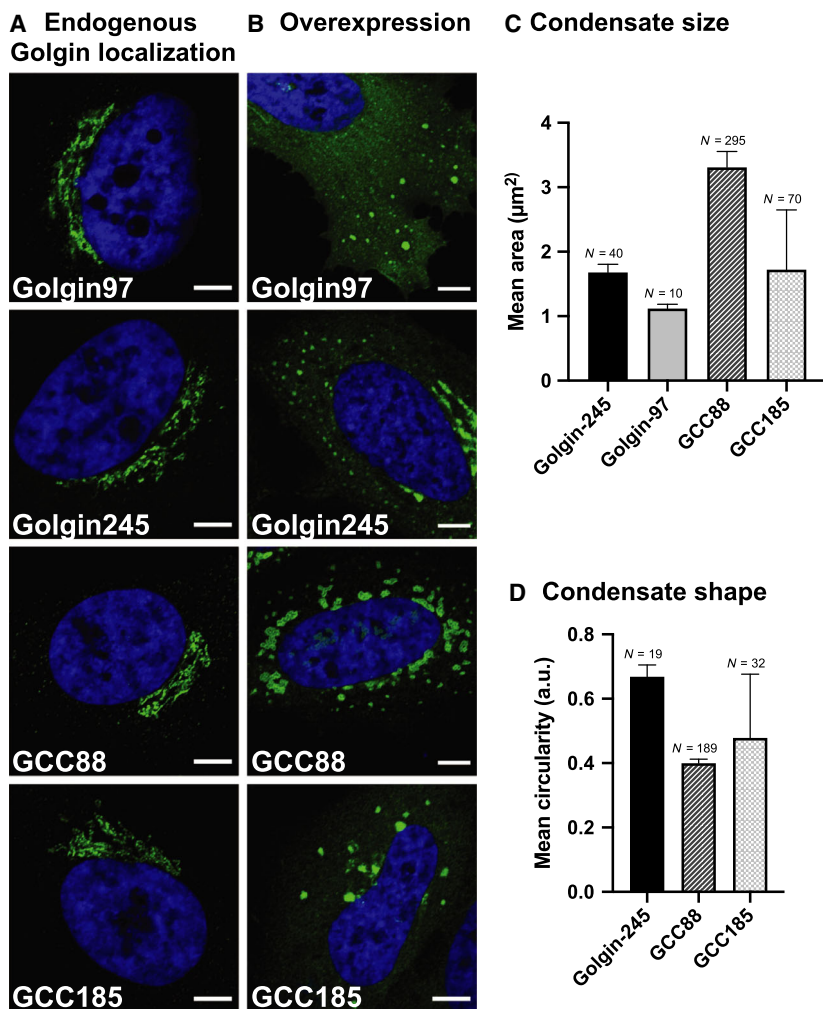 A Endogenous
Golgin localization
B Overexpression
Golgin97
Golgin97
Golgin245
Golgin245
GCC88
GCC88
GCC185
GCC185
C Condensate size
Mean area (µm²)
4
3
2
1
0
N = 40
N = 10
N = 295
N = 70
Golgin-245
Golgin-97
GCC88
GCC185
D Condensate shape
Mean circularity (a.u.)
0.8
0.6
0.4
0.2
0.0
N = 19
N = 189
N = 32
Golgin-245
GCC88
GCC185